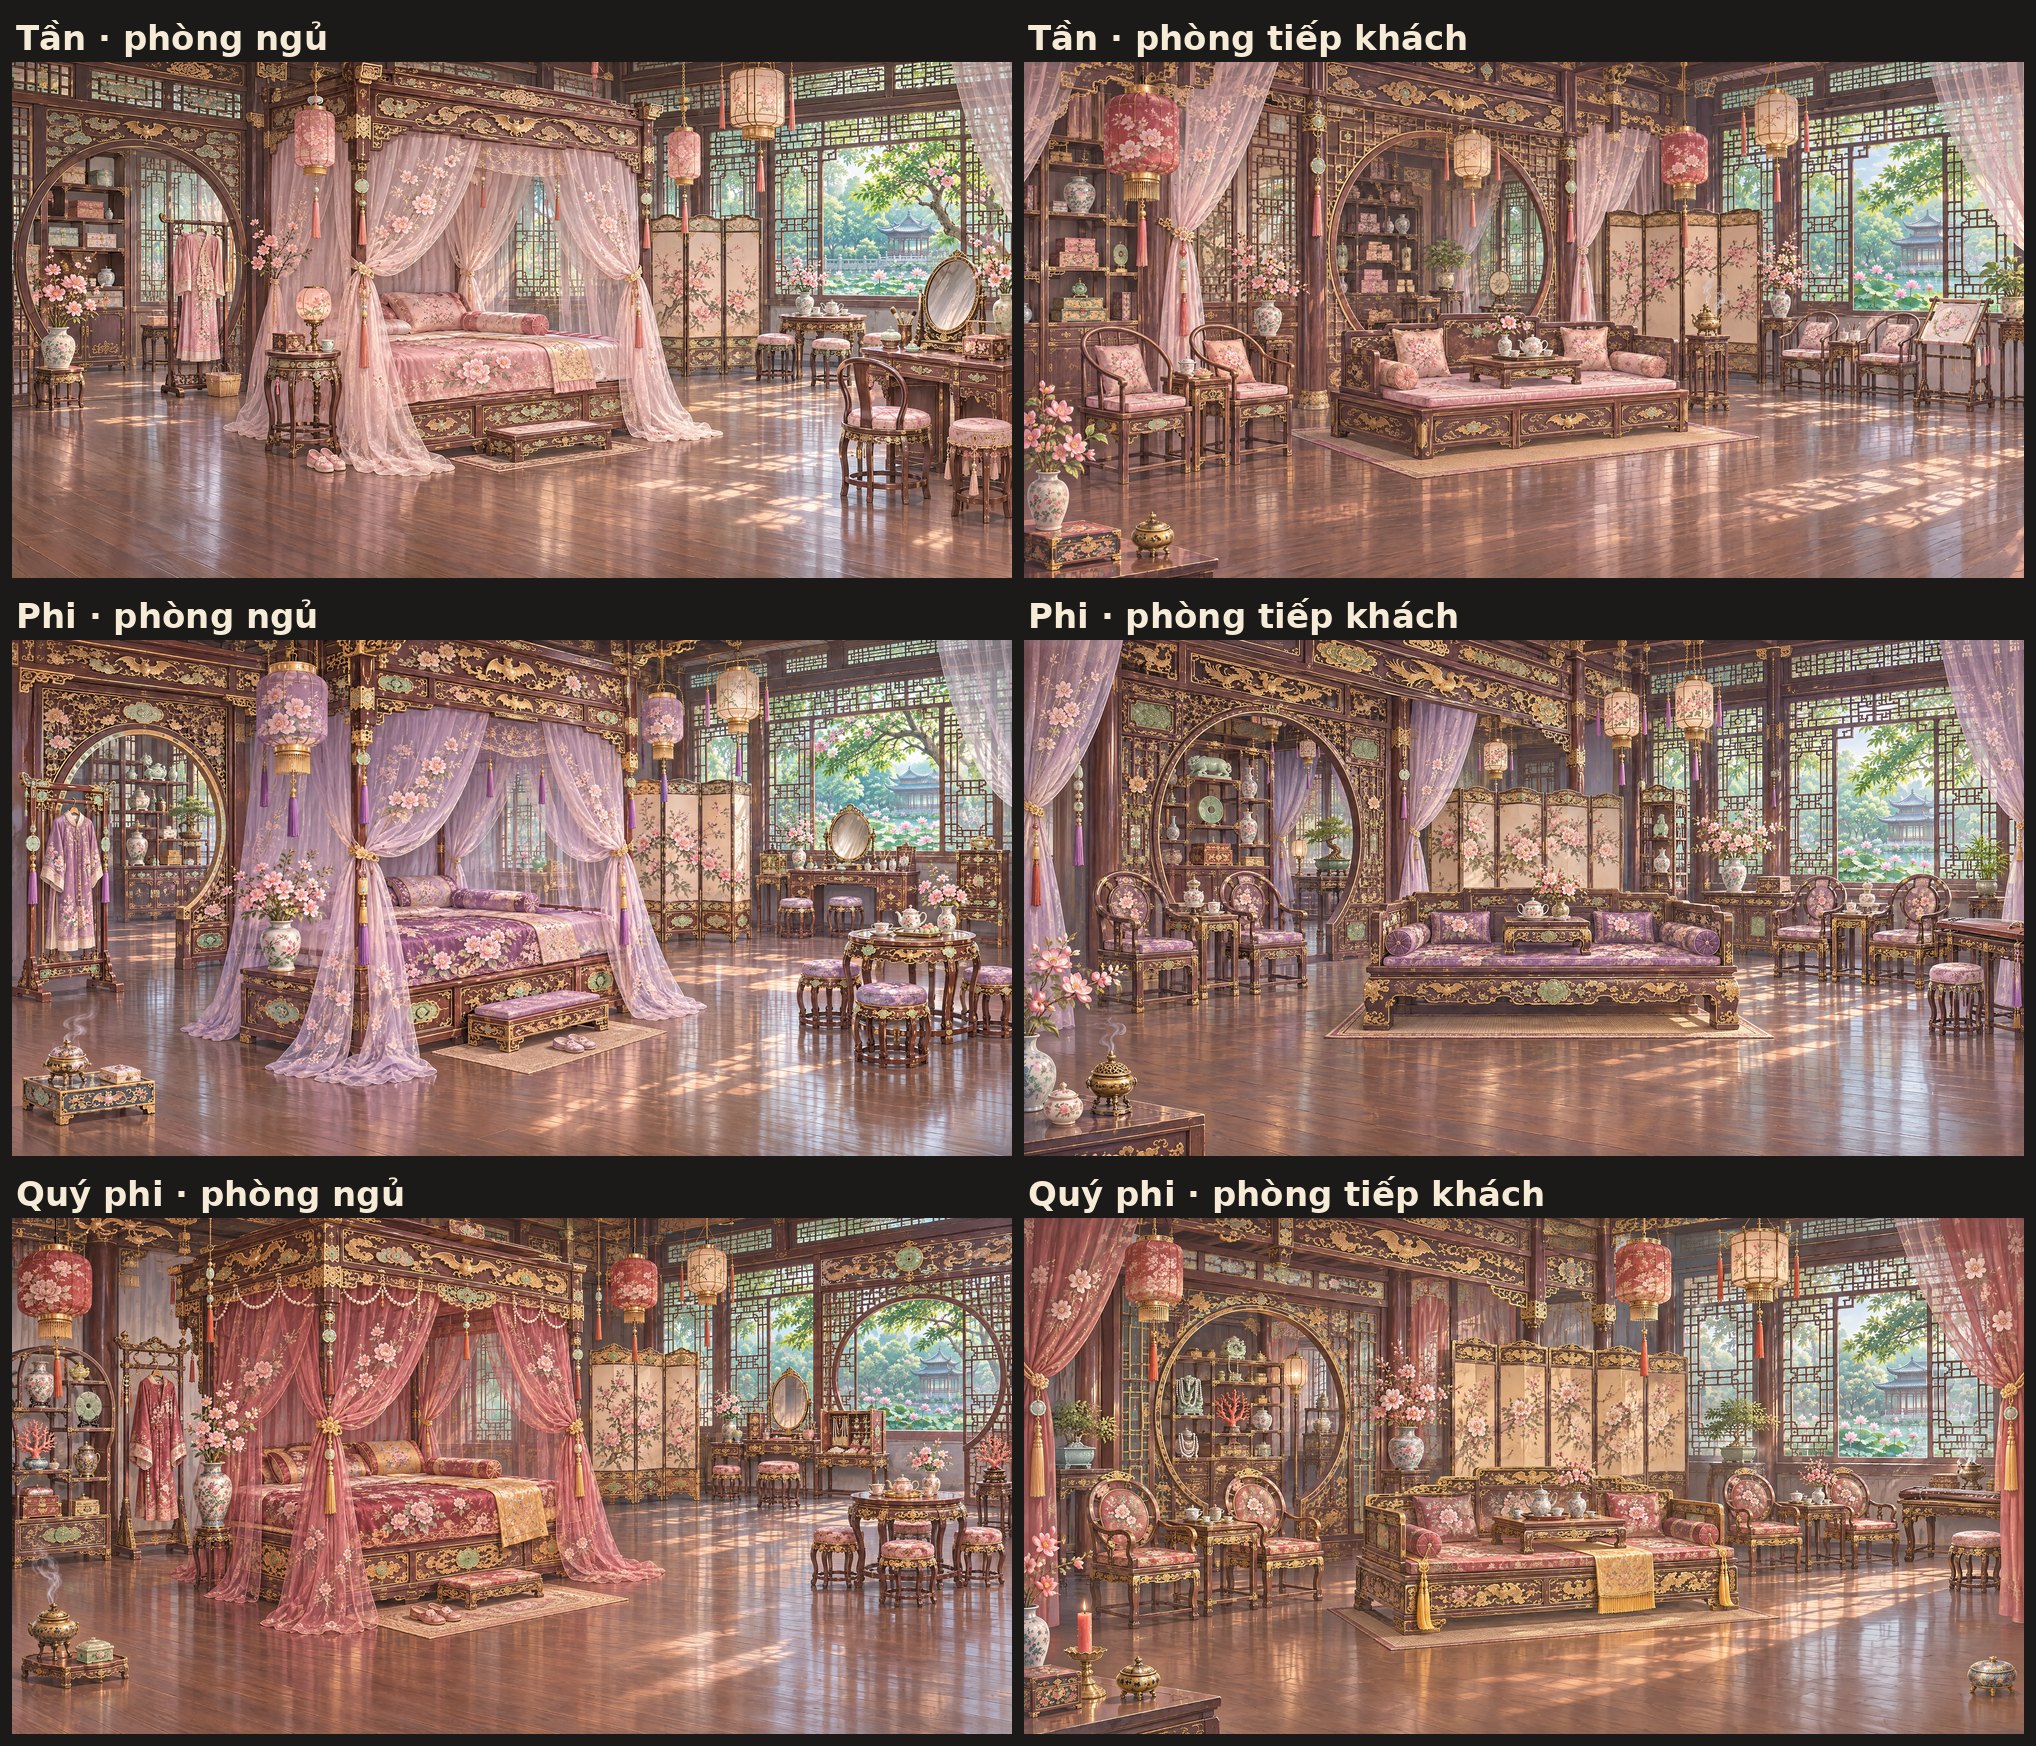 Tần · phòng ngủ
Tần · phòng tiếp khách
Phi · phòng ngủ
Phi · phòng tiếp khách
Quý phi · phòng ngủ
Quý phi · phòng tiếp khách